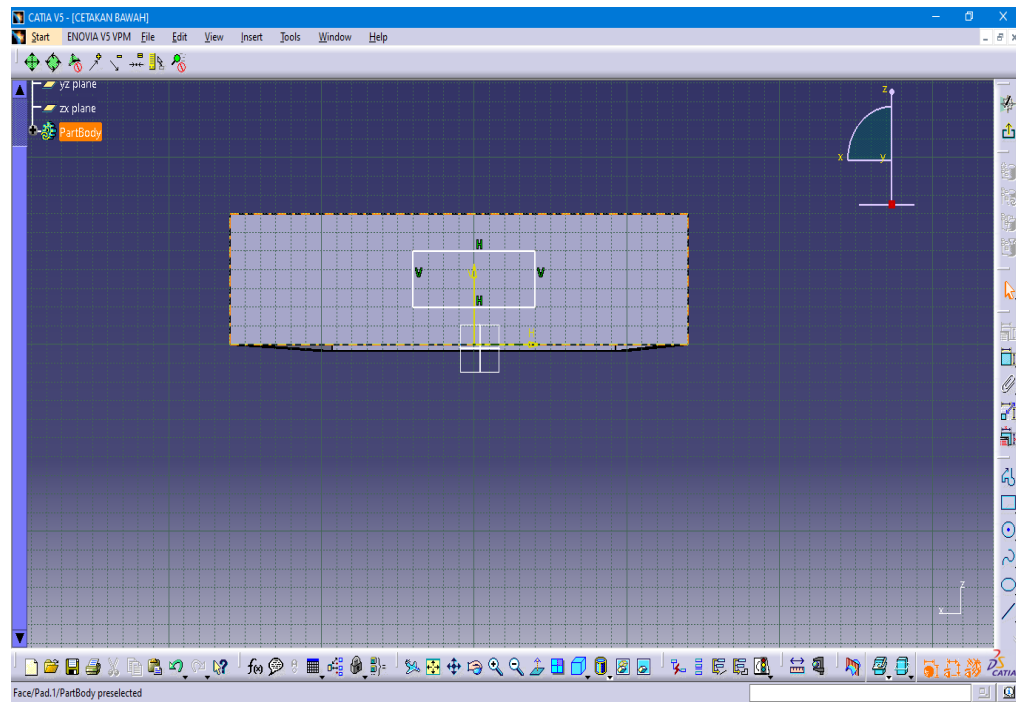 CATIA V5 - [CETAKAN BAWAH]
Start ENOVIA V5 VPM File Edit View Insert Tools Window Help
yz plane
zx plane
PartBody
z
x y
H
V V
H
z
x
f(x)
CATIA
Face/Pad.1/PartBody preselected